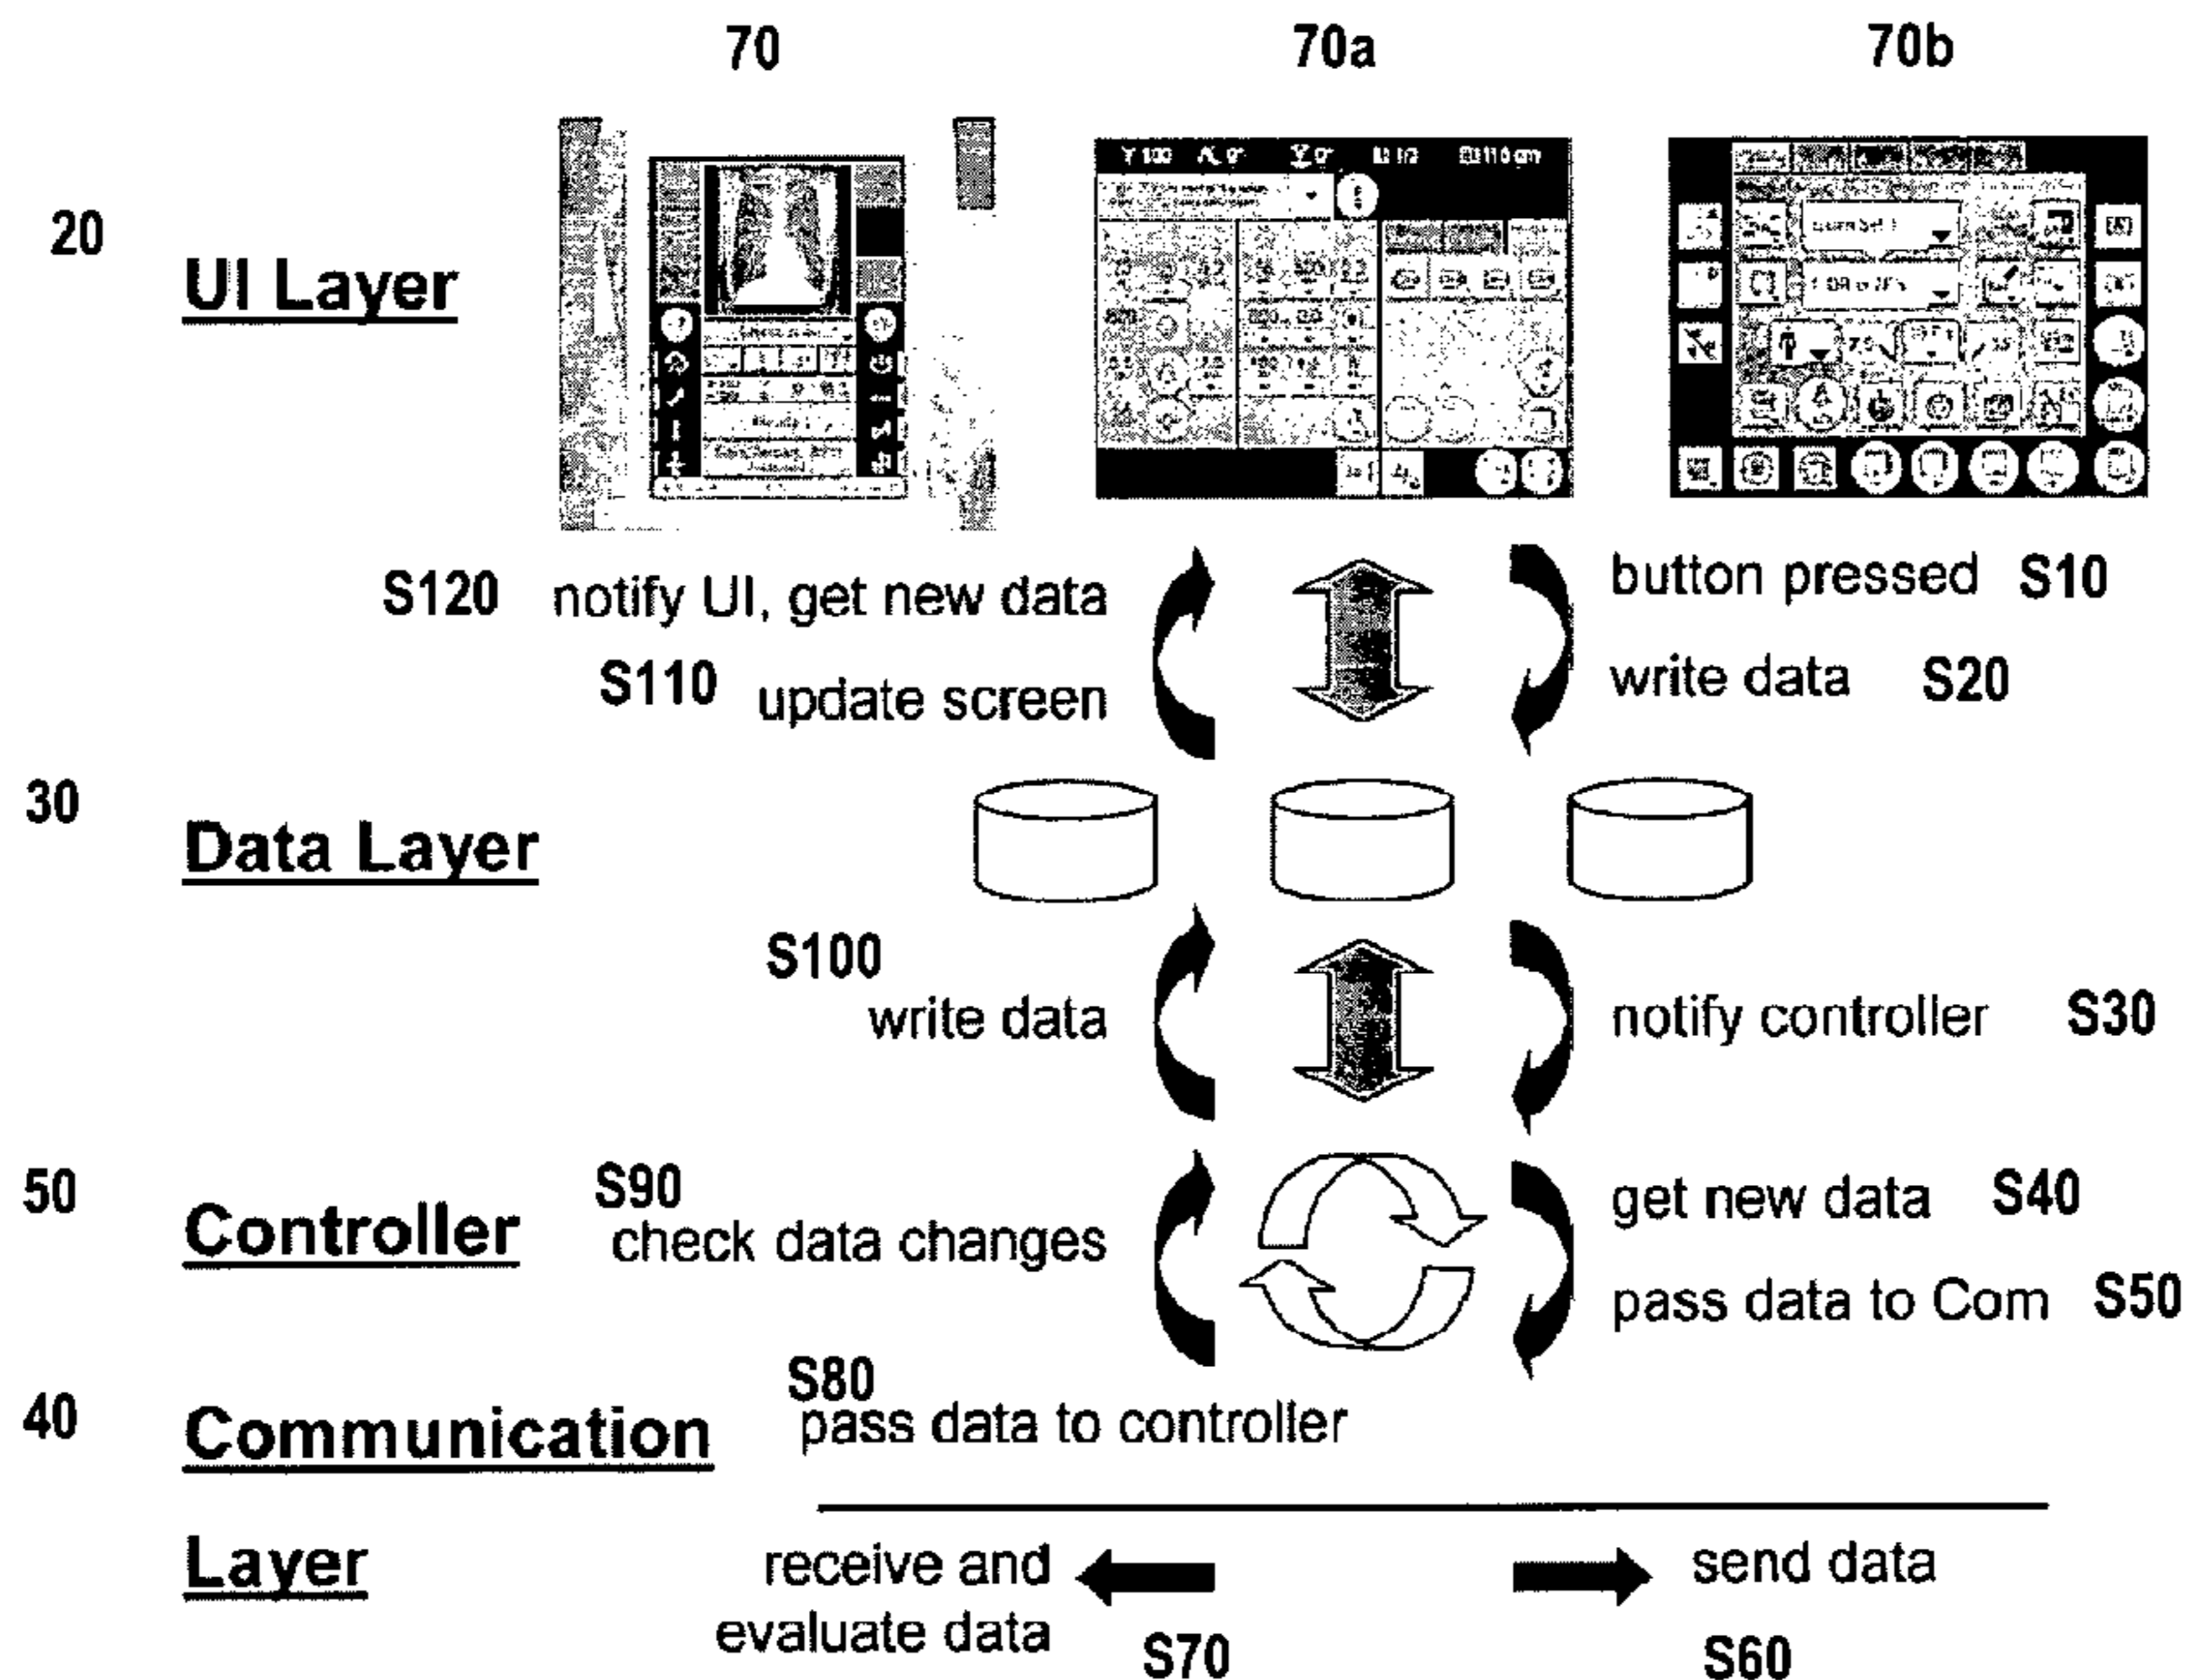 70 70a 70b
20
UI Layer
S120 notify UI, get new data
button pressed S10
S110 update screen
write data S20
30
Data Layer
S100
write data
notify controller S30
50
Controller
S90
check data changes
get new data S40
pass data to Com S50
40
Communication
S80
pass data to controller
Layer
receive and
evaluate data
S70
send data
S60